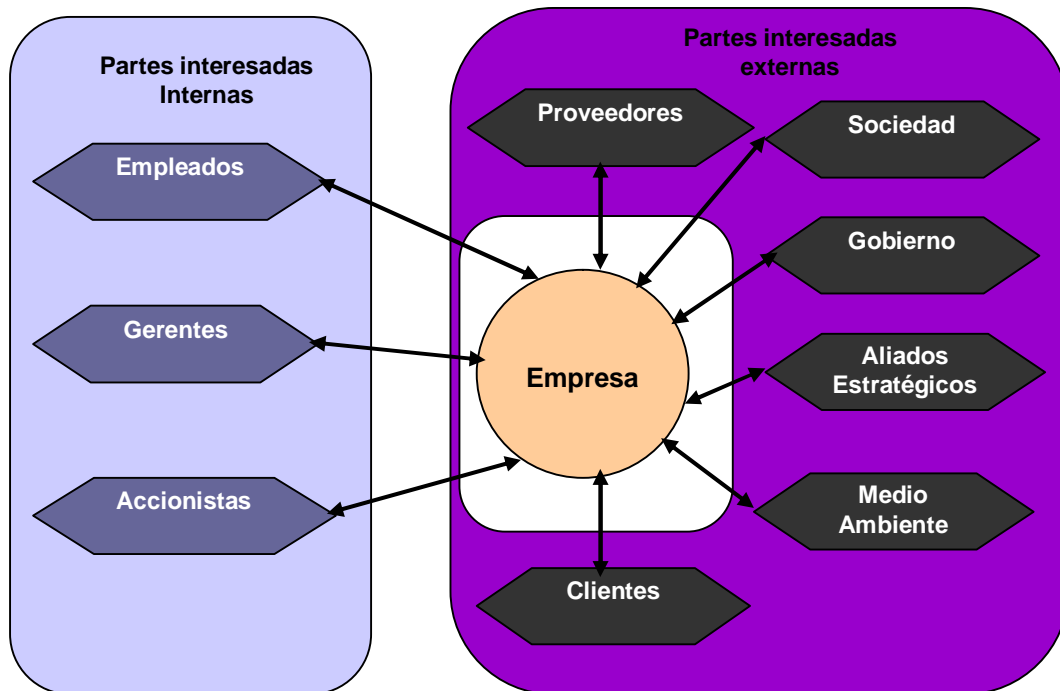 Partes interesadas
Internas
Empleados
Gerentes
Accionistas
Partes interesadas
externas
Proveedores
Sociedad
Gobierno
Aliados
Estratégicos
Medio
Ambiente
Clientes
Empresa